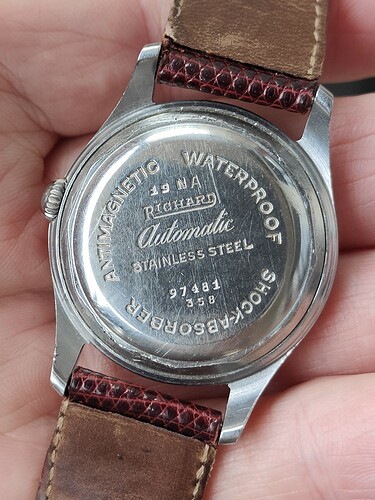 ANTIMAGNETIC WATERPROOF SHOCK-ABSORBER
19 NA
RICHARD
Automatic
STAINLESS STEEL
97481
358